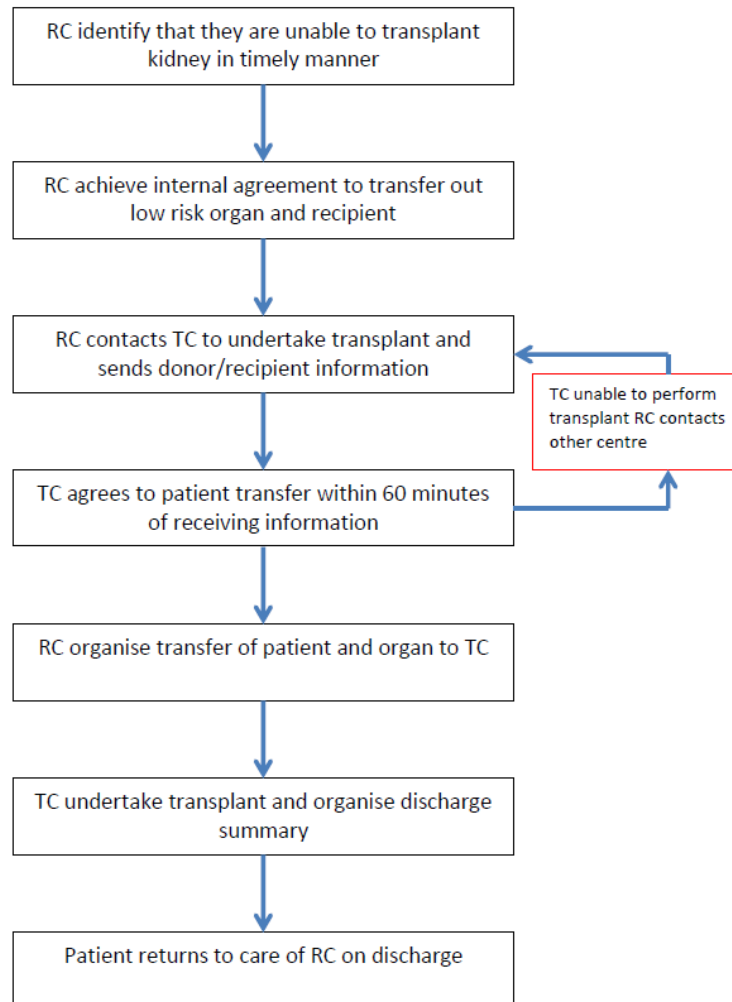 RC identify that they are unable to transplant
kidney in timely manner
RC achieve internal agreement to transfer out
low risk organ and recipient
RC contacts TC to undertake transplant and
sends donor/recipient information
TC unable to perform
transplant RC contacts
other centre
TC agrees to patient transfer within 60 minutes
of receiving information
RC organise transfer of patient and organ to TC
TC undertake transplant and organise discharge
summary
Patient returns to care of RC on discharge